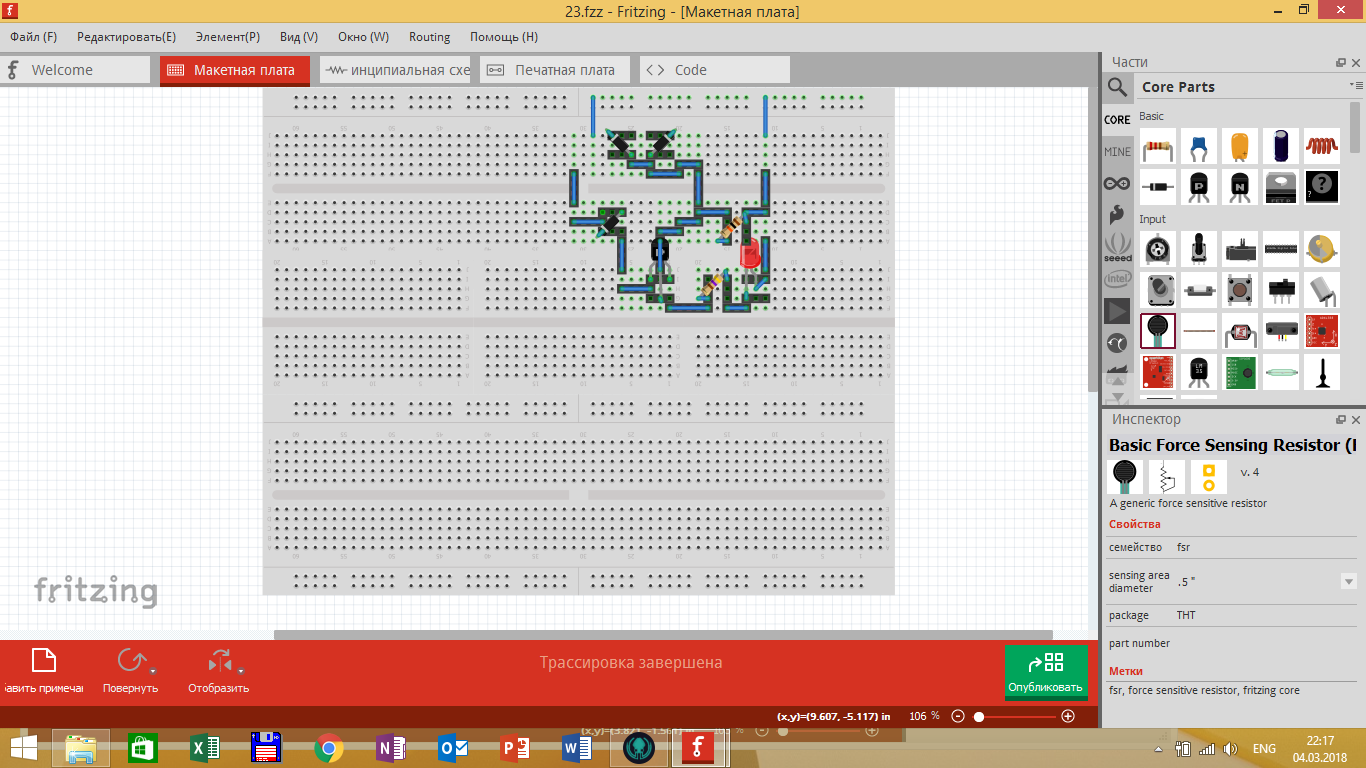 23.fzz - Fritzing - [Макетная плата]
Файл (F) Редактировать(E) Элемент(P) Вид (V) Окно (W) Routing Помощь (H)
Welcome Макетная плата инципиальная схе Печатная плата Code
Части
Core Parts
CORE
MINE
seeed
intel
Basic
Input
Инспектор
Basic Force Sensing Resistor (
v. 4
A generic force sensitive resistor
Свойства
семейство fsr
sensing area diameter .5 "
package THT
part number
Метки
fsr, force sensitive resistor, fritzing core
fritzing
авить примечан Повернуть Отобразить
Трассировка завершена
Опубликовать
(x,y)=(9.607, -5.117) in 106 %
ENG
22:17
04.03.2018